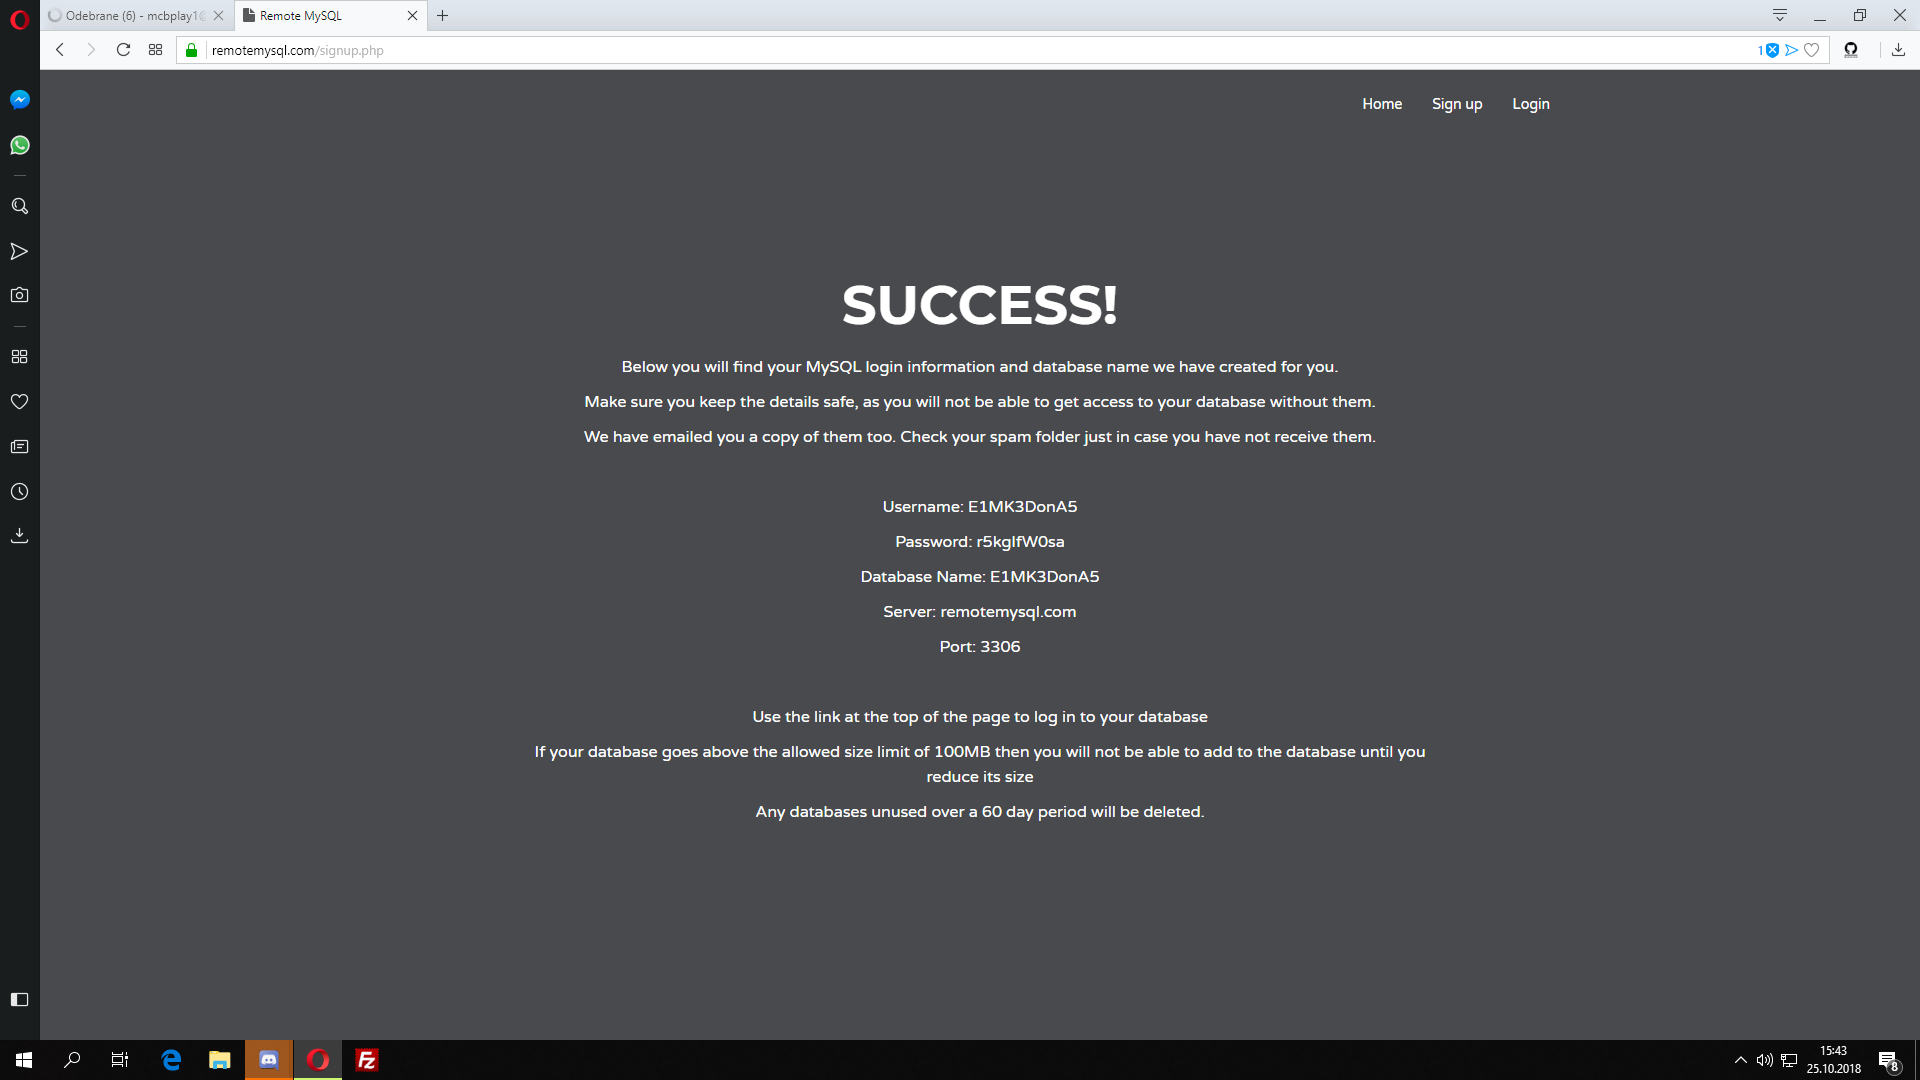 Odebrane (6) - mcbplay1@
Remote MySQL
remotemysql.com/signup.php
1
Home Sign up Login
SUCCESS!
Below you will find your MySQL login information and database name we have created for you.
Make sure you keep the details safe, as you will not be able to get access to your database without them.
We have emailed you a copy of them too. Check your spam folder just in case you have not receive them.
Username: E1MK3DonA5
Password: r5kgIfW0sa
Database Name: E1MK3DonA5
Server: remotemysql.com
Port: 3306
Use the link at the top of the page to log in to your database
If your database goes above the allowed size limit of 100MB then you will not be able to add to the database until you
reduce its size
Any databases unused over a 60 day period will be deleted.
15:43
25.10.2018
8